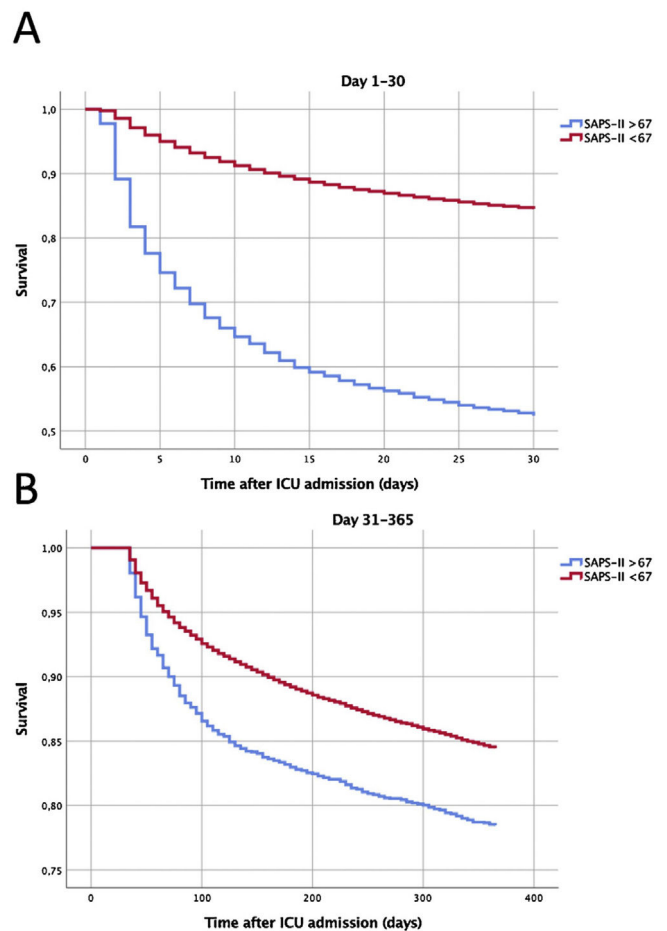 A
Day 1-30
1,0
0,9
0,8
0,7
0,6
0,5
Survival
0 5 10 15 20 25 30
Time after ICU admission (days)
SAPS-II >67
SAPS-II <67
B
Day 31-365
1,00
0,95
0,90
0,85
0,80
0,75
Survival
0 100 200 300 400
Time after ICU admission (days)
SAPS-II >67
SAPS-II <67